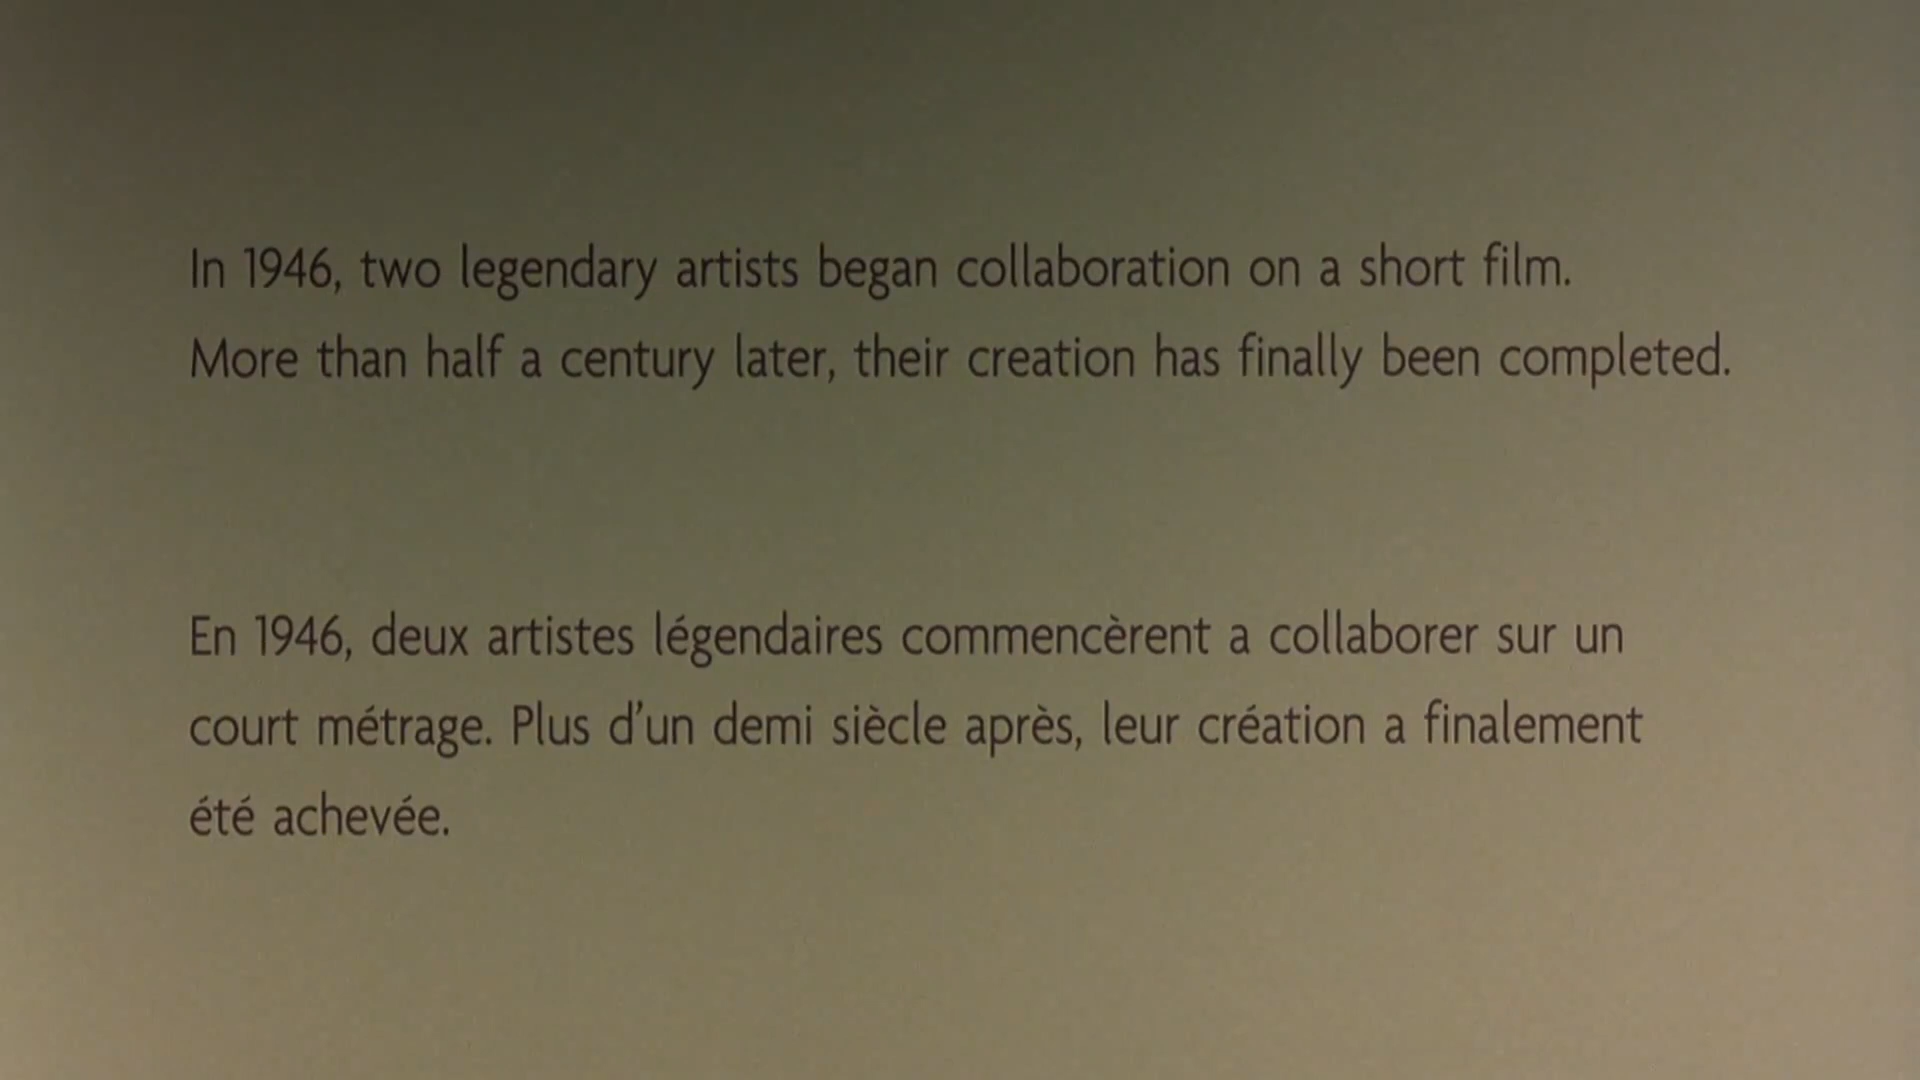 In 1946, two legendary artists began collaboration on a short film.
More than half a century later, their creation has finally been completed.
En 1946, deux artistes légendaires commencèrent a collaborer sur un
court métrage. Plus d'un demi siècle après, leur création a finalement
été achevée.